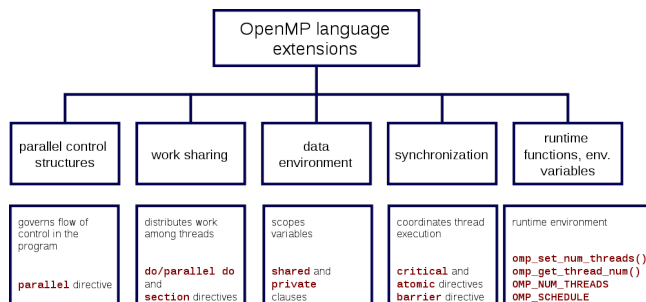 OpenMP language
extensions
parallel control
structures
work sharing
data
environment
synchronization
runtime
functions, env.
variables
governs flow of
control in the
program
parallel directive
distributes work
among threads
do/parallel do
and
section directives
scopes
variables
shared and
private
clauses
coordinates thread
execution
critical and
atomic directives
barrier directive
runtime environment
omp_set_num_threads()
omp_get_thread_num()
OMP_NUM_THREADS
OMP_SCHEDULE